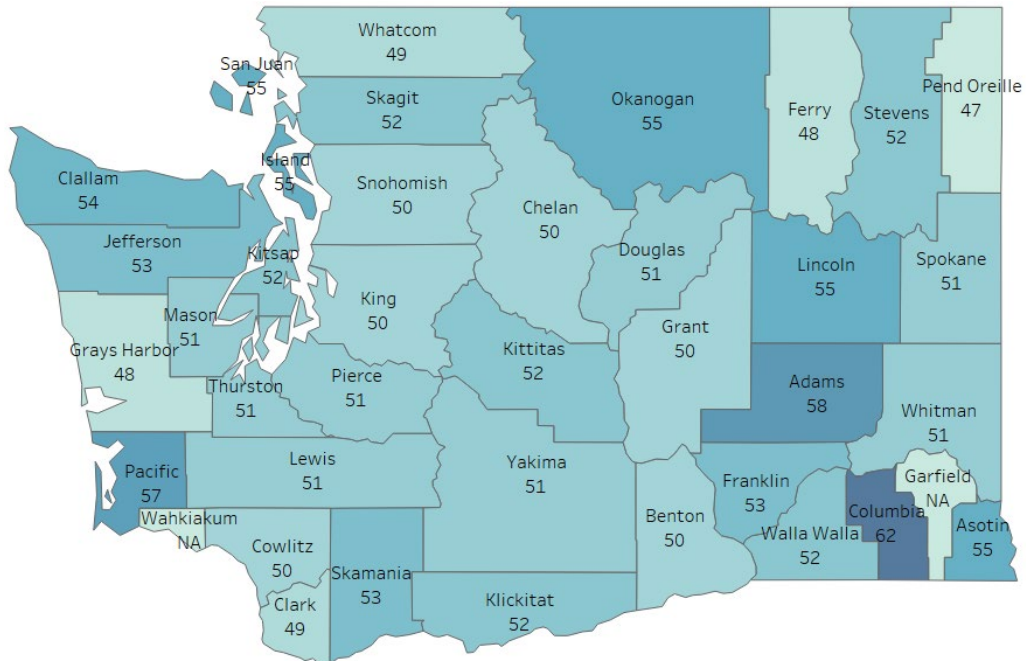 Whatcom
49
San Juan
55
Skagit
52
Okanogan
55
Ferry
48
Stevens
52
Pend Oreille
47
Clallam
54
Island
55
Snohomish
50
Chelan
50
Jefferson
53
Kitsap
52
Douglas
51
Lincoln
55
Spokane
51
Mason
51
King
50
Grant
50
Grays Harbor
48
Kittitas
52
Thurston
51
Pierce
51
Adams
58
Whitman
51
Pacific
57
Lewis
51
Yakima
51
Franklin
53
Garfield
NA
Wahkiakum
NA
Benton
50
Columbia
62
Asotin
55
Cowlitz
50
Walla Walla
52
Skamania
53
Clark
49
Klickitat
52